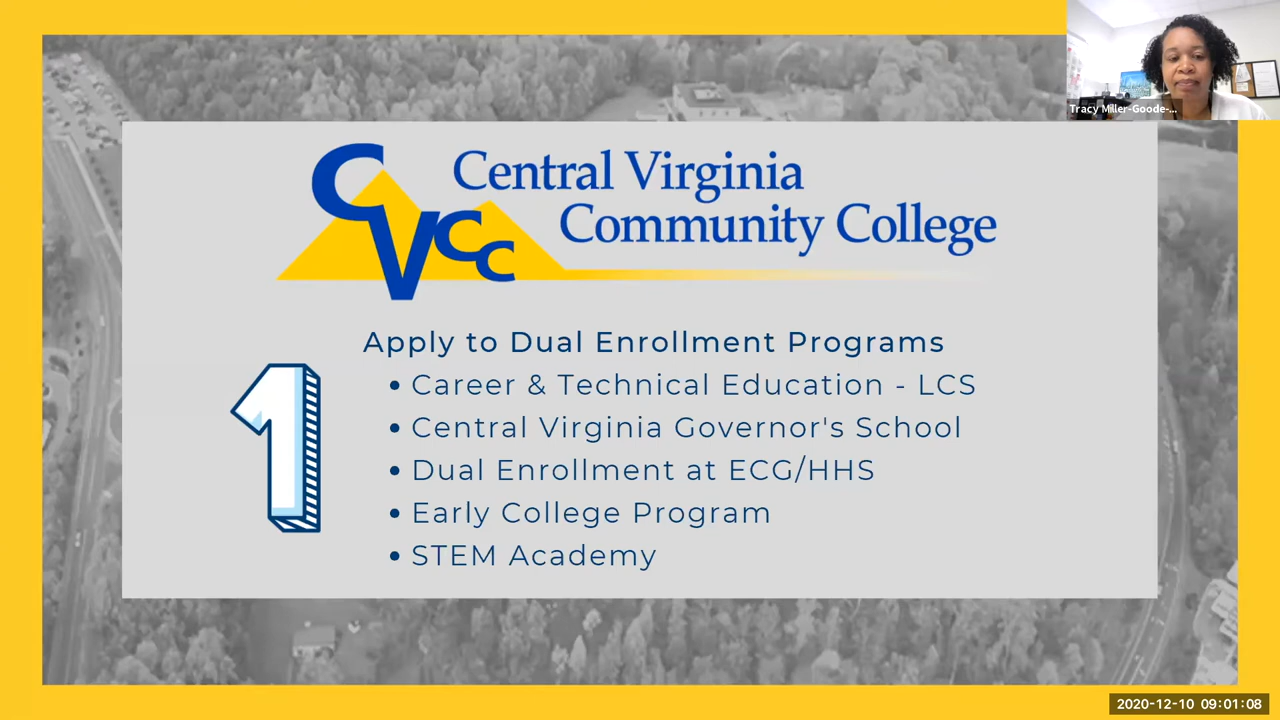 Tracy Miller-Goode-...
CVCC
Central Virginia
Community College
1
Apply to Dual Enrollment Programs
• Career & Technical Education - LCS
• Central Virginia Governor's School
• Dual Enrollment at ECG/HHS
• Early College Program
• STEM Academy
2020-12-10 09:01:08